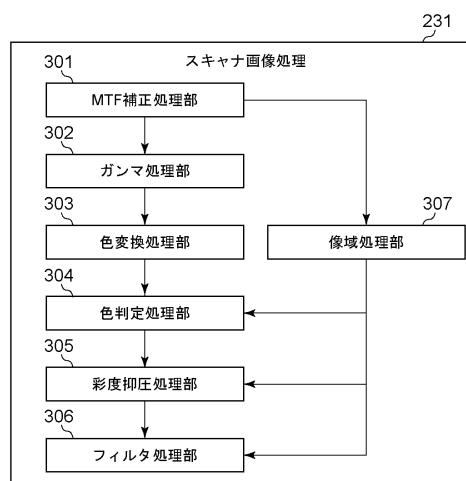 231
スキャナ画像処理
301
MTF補正処理部
302
ガンマ処理部
303
色変換処理部
307
像域処理部
304
色判定処理部
305
彩度抑圧処理部
306
フィルタ処理部